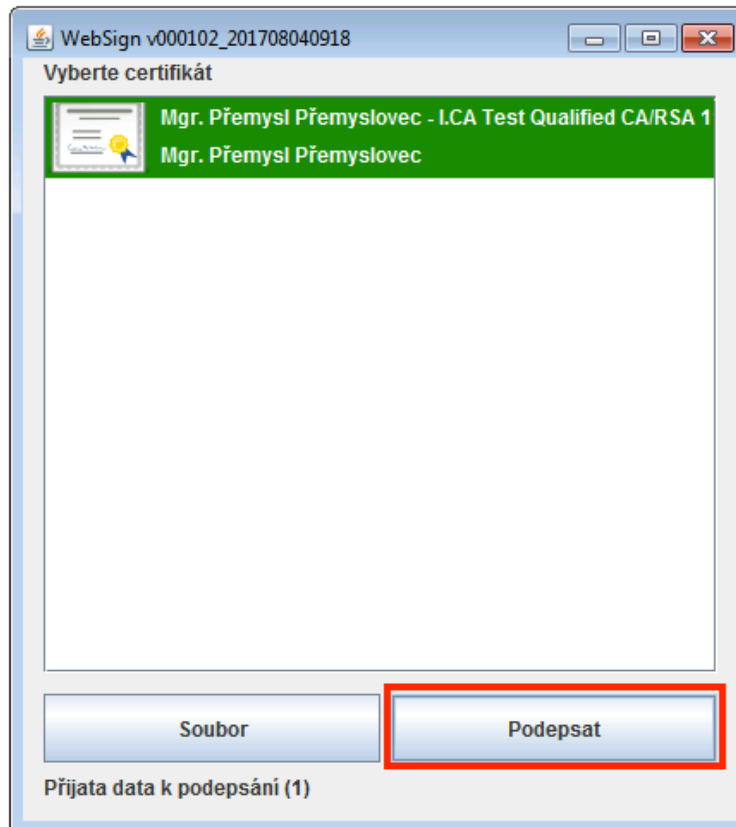 WebSign v000102_201708040918
Vyberte certifikát
Mgr. Přemysl Přemyslovec - I.CA Test Qualified CA/RSA 1
Mgr. Přemysl Přemyslovec
Soubor
Podepsat
Přijata data k podepsání (1)